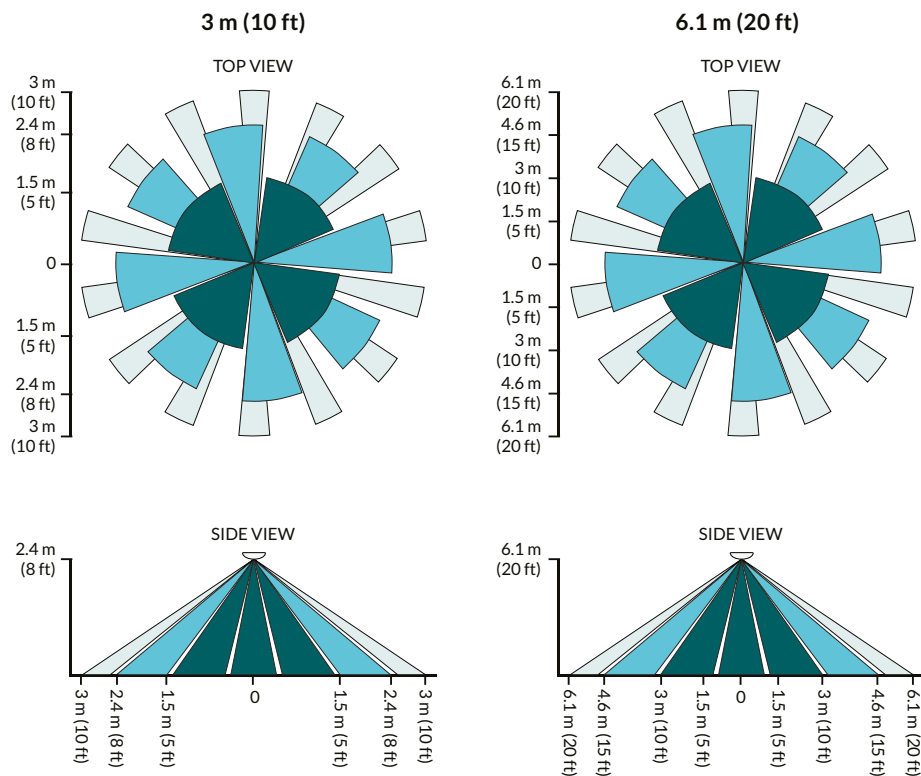 3 m (10 ft)
TOP VIEW
3 m
(10 ft)
2.4 m
(8 ft)
1.5 m
(5 ft)
0
1.5 m
(5 ft)
2.4 m
(8 ft)
3 m
(10 ft)
SIDE VIEW
2.4 m
(8 ft)
3 m (10 ft)
2.4 m (8 ft)
1.5 m (5 ft)
0
1.5 m (5 ft)
2.4 m (8 ft)
3 m (10 ft)
6.1 m (20 ft)
TOP VIEW
6.1 m
(20 ft)
4.6 m
(15 ft)
3 m
(10 ft)
1.5 m
(5 ft)
0
1.5 m
(5 ft)
3 m
(10 ft)
4.6 m
(15 ft)
6.1 m
(20 ft)
SIDE VIEW
6.1 m
(20 ft)
6.1 m (20 ft)
4.6 m (15 ft)
3 m (10 ft)
1.5 m (5 ft)
0
1.5 m (5 ft)
3 m (10 ft)
4.6 m (15 ft)
6.1 m (20 ft)